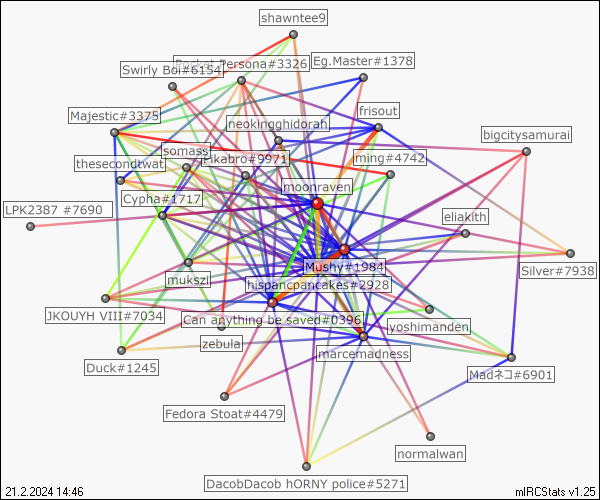 shawntee9
Pocket Persona#3326
Eg.Master#1378
Swirly Boi#6154
Majestic#3375
frisout
neokingghidorah
bigcitysamurai
somass
thesecondtwat
Pikabro#9971
ming#4742
moonraven
Cypha#1717
LPK2387 #7690
eliakith
Mushy#1984
Silver#7938
mukszi
hispancpancakes#2928
JKOUYH VIII#7034
Can anything be saved#0396
yoshimanden
zebula
marcemadness
Duck#1245
Madネコ#6901
Fedora Stoat#4479
normalwan
DacobDacob hORNY police#5271
21.2.2024 14:46
mIRCStats v1.25